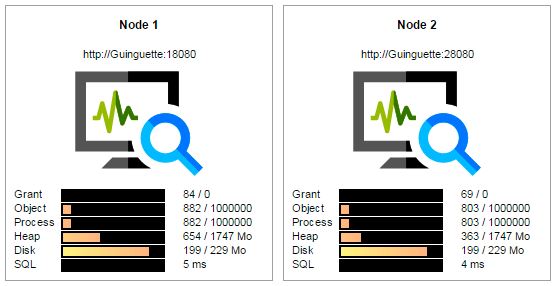 Node 1
http://Guinguette:18080
Grant 84 / 0
Object 882 / 1000000
Process 882 / 1000000
Heap 654 / 1747 Mo
Disk 199 / 229 Mo
SQL 5 ms
Node 2
http://Guinguette:28080
Grant 69 / 0
Object 803 / 1000000
Process 803 / 1000000
Heap 363 / 1747 Mo
Disk 199 / 229 Mo
SQL 4 ms